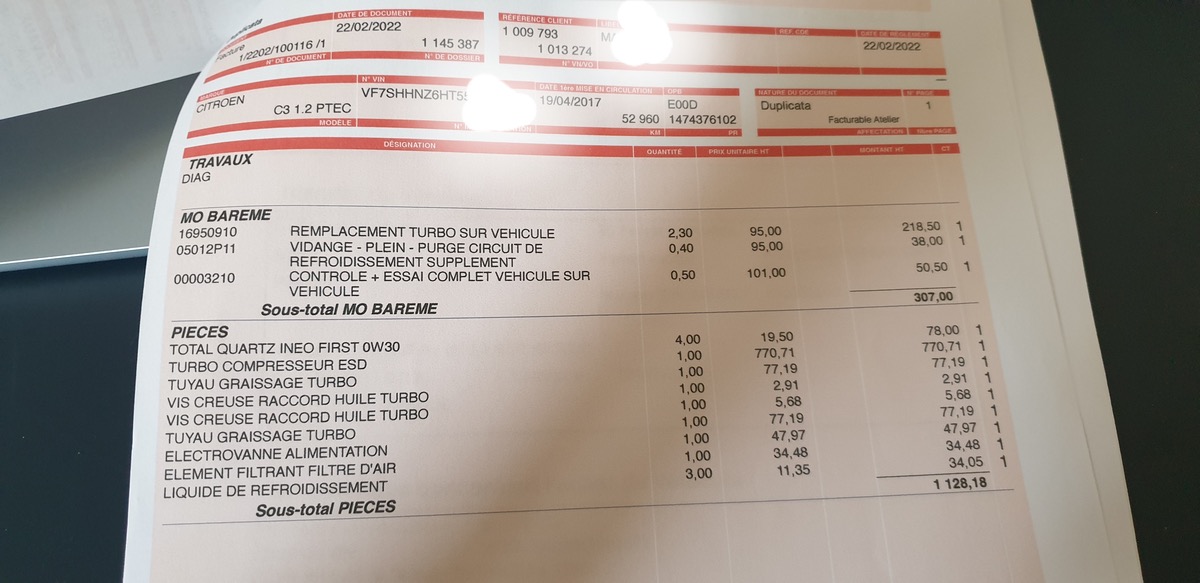 Duplicata
Facture
1/2202/100116 /1
N° DE DOCUMENT
DATE DE DOCUMENT
22/02/2022
1 145 387
N° DE DOSSIER
RÉFÉRENCE CLIENT
1 009 793
1 013 274
N° VN/VO
REF. COE
DATE DE RÈGLEMENT
22/02/2022
MARQUE
CITROEN
C3 1.2 PTEC
MODÈLE
N° VIN
VF7SHHNZ6HT5
DATE 1ère MISE EN CIRCULATION
19/04/2017
52 960
KM
OPR
E00D
1474376102
PR
NATURE DU DOCUMENT
N° PAGE
Duplicata
1
Facturable Atelier
AFFECTATION
Nbre PAGE
DÉSIGNATION QUANTITÉ PRIX UNITAIRE HT MONTANT HT CT
TRAVAUX
DIAG
MO BAREME
16950910 REMPLACEMENT TURBO SUR VEHICULE 2,30 95,00 218,50 1
05012P11 VIDANGE - PLEIN - PURGE CIRCUIT DE 0,40 95,00 38,00 1
REFROIDISSEMENT SUPPLEMENT
00003210 CONTROLE + ESSAI COMPLET VEHICULE SUR 0,50 101,00 50,50 1
VEHICULE
Sous-total MO BAREME 307,00
PIECES
TOTAL QUARTZ INEO FIRST 0W30 4,00 19,50 78,00 1
TURBO COMPRESSEUR ESD 1,00 770,71 770,71 1
TUYAU GRAISSAGE TURBO 1,00 77,19 77,19 1
VIS CREUSE RACCORD HUILE TURBO 1,00 2,91 2,91 1
VIS CREUSE RACCORD HUILE TURBO 1,00 5,68 5,68 1
TUYAU GRAISSAGE TURBO 1,00 77,19 77,19 1
ELECTROVANNE ALIMENTATION 1,00 47,97 47,97 1
ELEMENT FILTRANT FILTRE D'AIR 1,00 34,48 34,48 1
LIQUIDE DE REFROIDISSEMENT 3,00 11,35 34,05 1
Sous-total PIECES 1 128,18